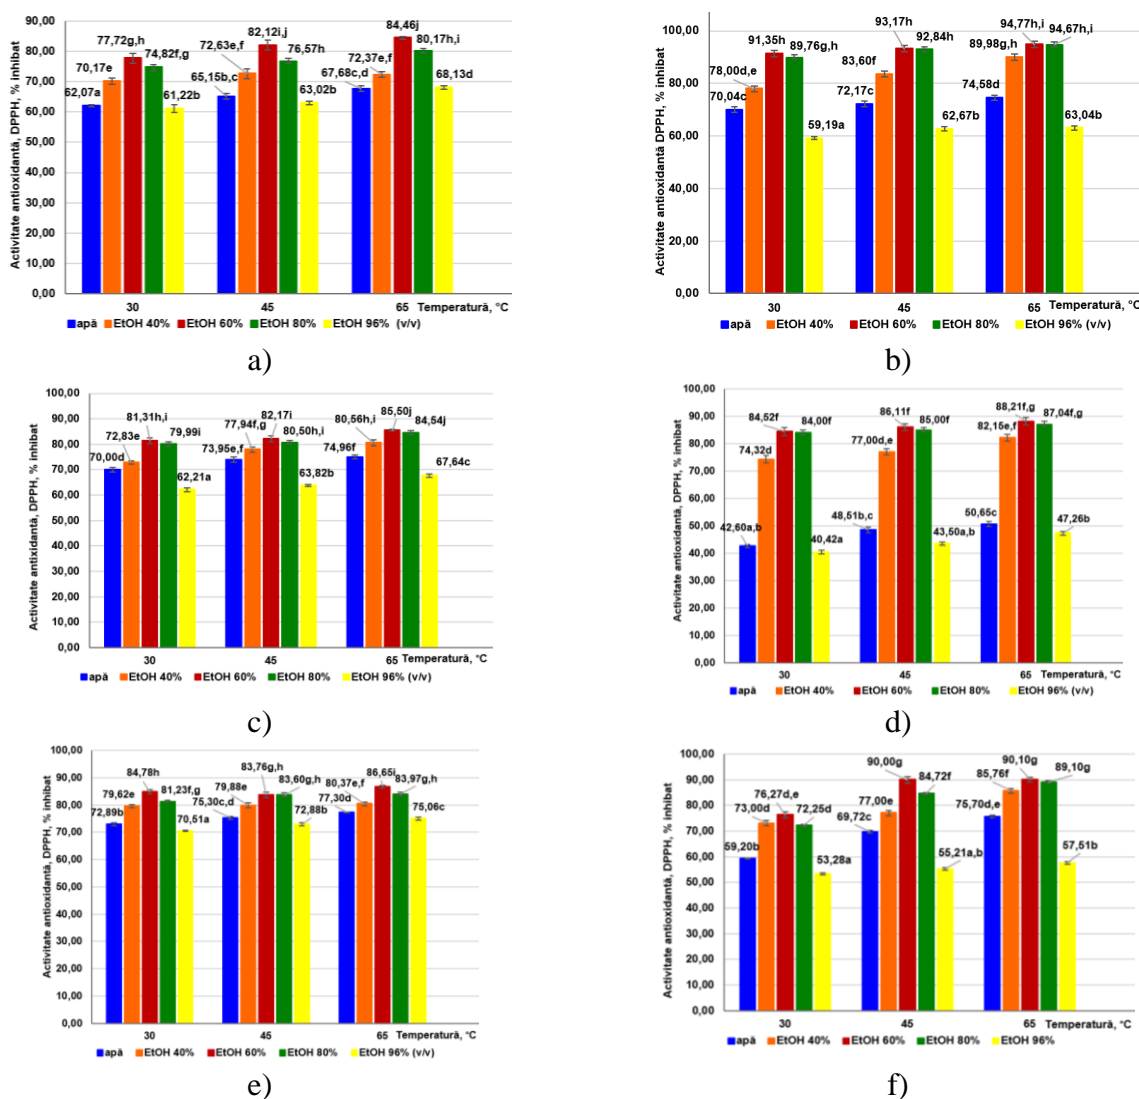 Activitate antioxidantă, DPPH, % inhibat
90,00
80,00
70,00
60,00
50,00
40,00
30,00
20,00
10,00
0,00
62,07a
70,17e
77,72g,h
74,82f,g
61,22b
65,15b,c
72,63e,f
82,12i,j
76,57h
63,02b
67,68c,d
72,37e,f
84,46j
80,17h,i
68,13d
30
45
65
Temperatură, °C
apă EtOH 40% EtOH 60% EtOH 80% EtOH 96% (v/v)
a)
Activitate antioxidantă DPPH, % inhibat
100,00
80,00
60,00
40,00
20,00
0,00
70,04c
78,00d,e
91,35h
89,76g,h
59,19a
72,17c
83,60f
93,17h
92,84h
62,67b
74,58d
89,98g,h
94,77h,i
94,67h,i
63,04b
30
45
65
Temperatură, °C
apă EtOH 40% EtOH 60% EtOH 80% EtOH 96% (v/v)
b)
Activitate antioxidantă, DPPH, % inhibat
100,00
90,00
80,00
70,00
60,00
50,00
40,00
30,00
20,00
10,00
0,00
70,00d
72,83e
81,31h,i
79,99i
62,21a
73,95e,f
77,94f,g
82,17i
80,50h,i
63,82b
74,96f
80,56h,i
85,50j
84,54j
67,64c
30
45
65
Temperatură, °C
apă EtOH 40% EtOH 60% EtOH 80% EtOH 96% (v/v)
c)
Activitate antioxidantă, DPPH, % inhibat
100,00
90,00
80,00
70,00
60,00
50,00
40,00
30,00
20,00
10,00
0,00
42,60a,b
74,32d
84,52f
84,00f
40,42a
48,51b,c
77,00d,e
86,11f
85,00f
43,50a,b
50,65c
82,15e,f
88,21f,g
87,04f,g
47,26b
30
45
65
Temperatură, °C
apă EtOH 40% EtOH 60% EtOH 80% EtOH 96% (v/v)
d)
Activitate antioxidantă, DPPH, % inhibat
100,00
90,00
80,00
70,00
60,00
50,00
40,00
30,00
20,00
10,00
0,00
72,89b
79,62e
84,78h
81,23f,g
70,51a
75,30c,d
79,88e
83,76g,h
83,60g,h
72,88b
77,30d
80,37e,f
86,65i
83,97g,h
75,06c
30
45
65
Temperatură, °C
apă EtOH 40% EtOH 60% EtOH 80% EtOH 96% (v/v)
e)
Activitate antioxidantă, DPPH, % inhibat
100,00
90,00
80,00
70,00
60,00
50,00
40,00
30,00
20,00
10,00
0,00
59,20b
73,00d
76,27d,e
72,25d
53,28a
69,72c
77,00e
90,00g
84,72f
55,21a,b
75,70d,e
85,76f
90,10g
89,10g
57,51b
30
45
65
Temperatură, °C
apă EtOH 40% EtOH 60% EtOH 80% EtOH 96%
f)